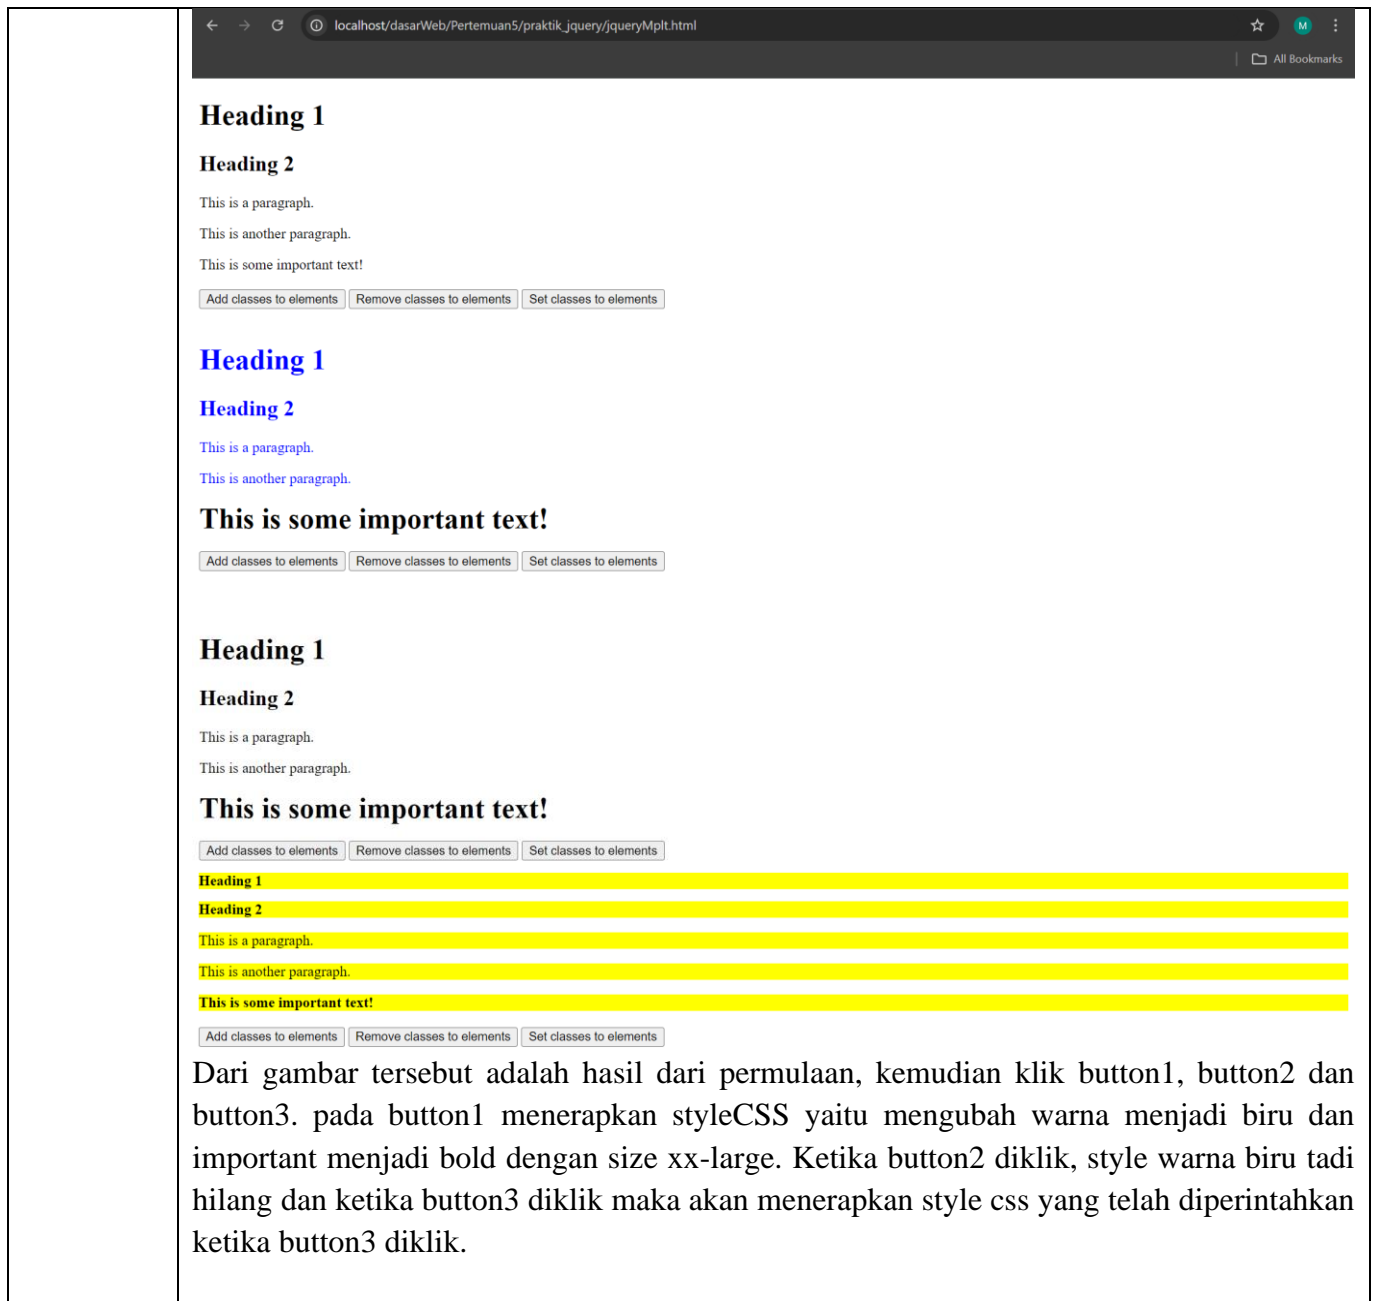 localhost/dasarWeb/Pertemuan5/praktik_jquery/jqueryMplt.html
M
All Bookmarks
Heading 1
Heading 2
This is a paragraph.
This is another paragraph.
This is some important text!
Add classes to elements Remove classes to elements Set classes to elements
Heading 1
Heading 2
This is a paragraph.
This is another paragraph.
This is some important text!
Add classes to elements Remove classes to elements Set classes to elements
Heading 1
Heading 2
This is a paragraph.
This is another paragraph.
This is some important text!
Add classes to elements Remove classes to elements Set classes to elements
Heading 1
Heading 2
This is a paragraph.
This is another paragraph.
This is some important text!
Add classes to elements Remove classes to elements Set classes to elements
Dari gambar tersebut adalah hasil dari permulaan, kemudian klik button1, button2 dan
button3. pada button1 menerapkan styleCSS yaitu mengubah warna menjadi biru dan
important menjadi bold dengan size xx-large. Ketika button2 diklik, style warna biru tadi
hilang dan ketika button3 diklik maka akan menerapkan style css yang telah diperintahkan
ketika button3 diklik.